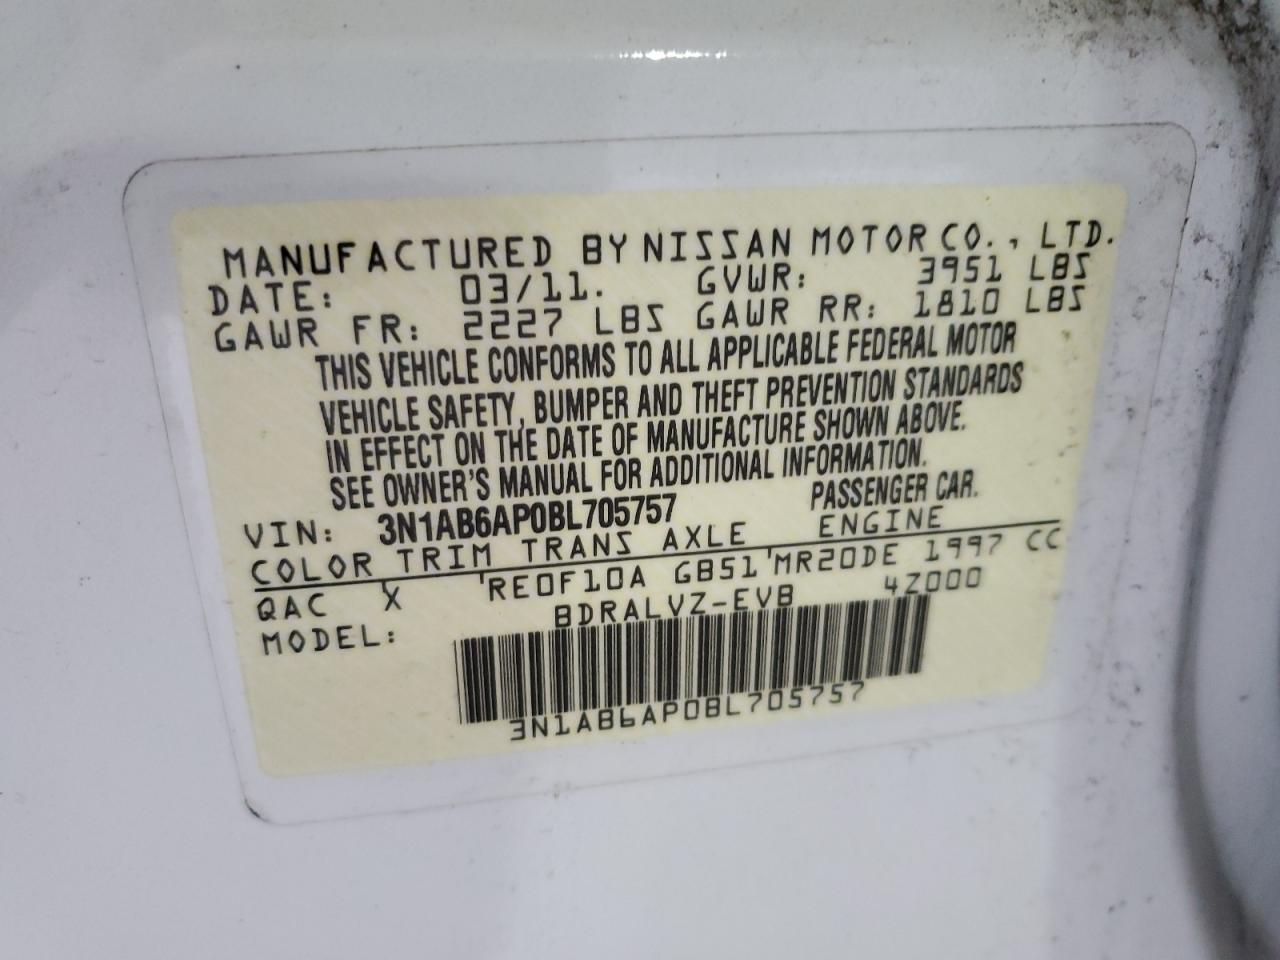 MANUFACTURED BY NISSAN MOTOR CO., LTD.
DATE: 03/11. GVWR: 3951 LBS
GAWR FR: 2227 LBS GAWR RR: 1810 LBS
THIS VEHICLE CONFORMS TO ALL APPLICABLE FEDERAL MOTOR
VEHICLE SAFETY, BUMPER AND THEFT PREVENTION STANDARDS
IN EFFECT ON THE DATE OF MANUFACTURE SHOWN ABOVE.
SEE OWNER'S MANUAL FOR ADDITIONAL INFORMATION.
VIN: 3N1AB6AP0BL705757 PASSENGER CAR.
COLOR TRIM TRANS AXLE ENGINE
QAC X 'RE0F10A GB51'MR20DE 1997 CC
MODEL: BDRALVZ-EVB 4Z000
3N1AB6AP0BL705757